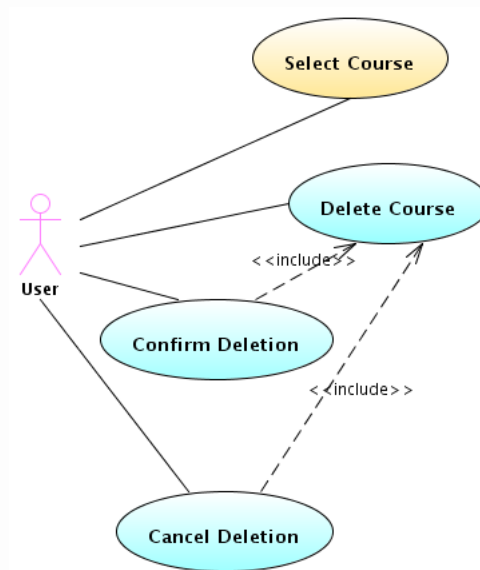 Select Course
Delete Course
<<include>>
User
Confirm Deletion
<<include>>
Cancel Deletion